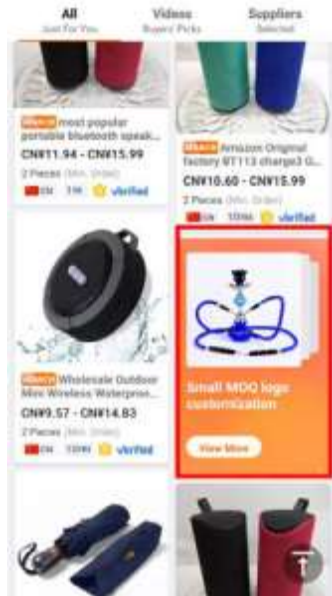 All
Videos
Suppliers
Just For You
Buyers' Picks
Selected
most popular
portable bluetooth speak...
CN¥11.94 - CN¥15.99
2 Pieces (Min. Order)
CN
Verified
Amazon Original
factory BT113 charge3 G...
CN¥10.60 - CN¥15.99
2 Pieces (Min. Order)
CN
Verified
Wholesale Outdoor
Mini Wireless Waterproo...
CN¥9.57 - CN¥14.83
2 Pieces (Min. Order)
CN
Verified
Small MOQ logo
customization
View More